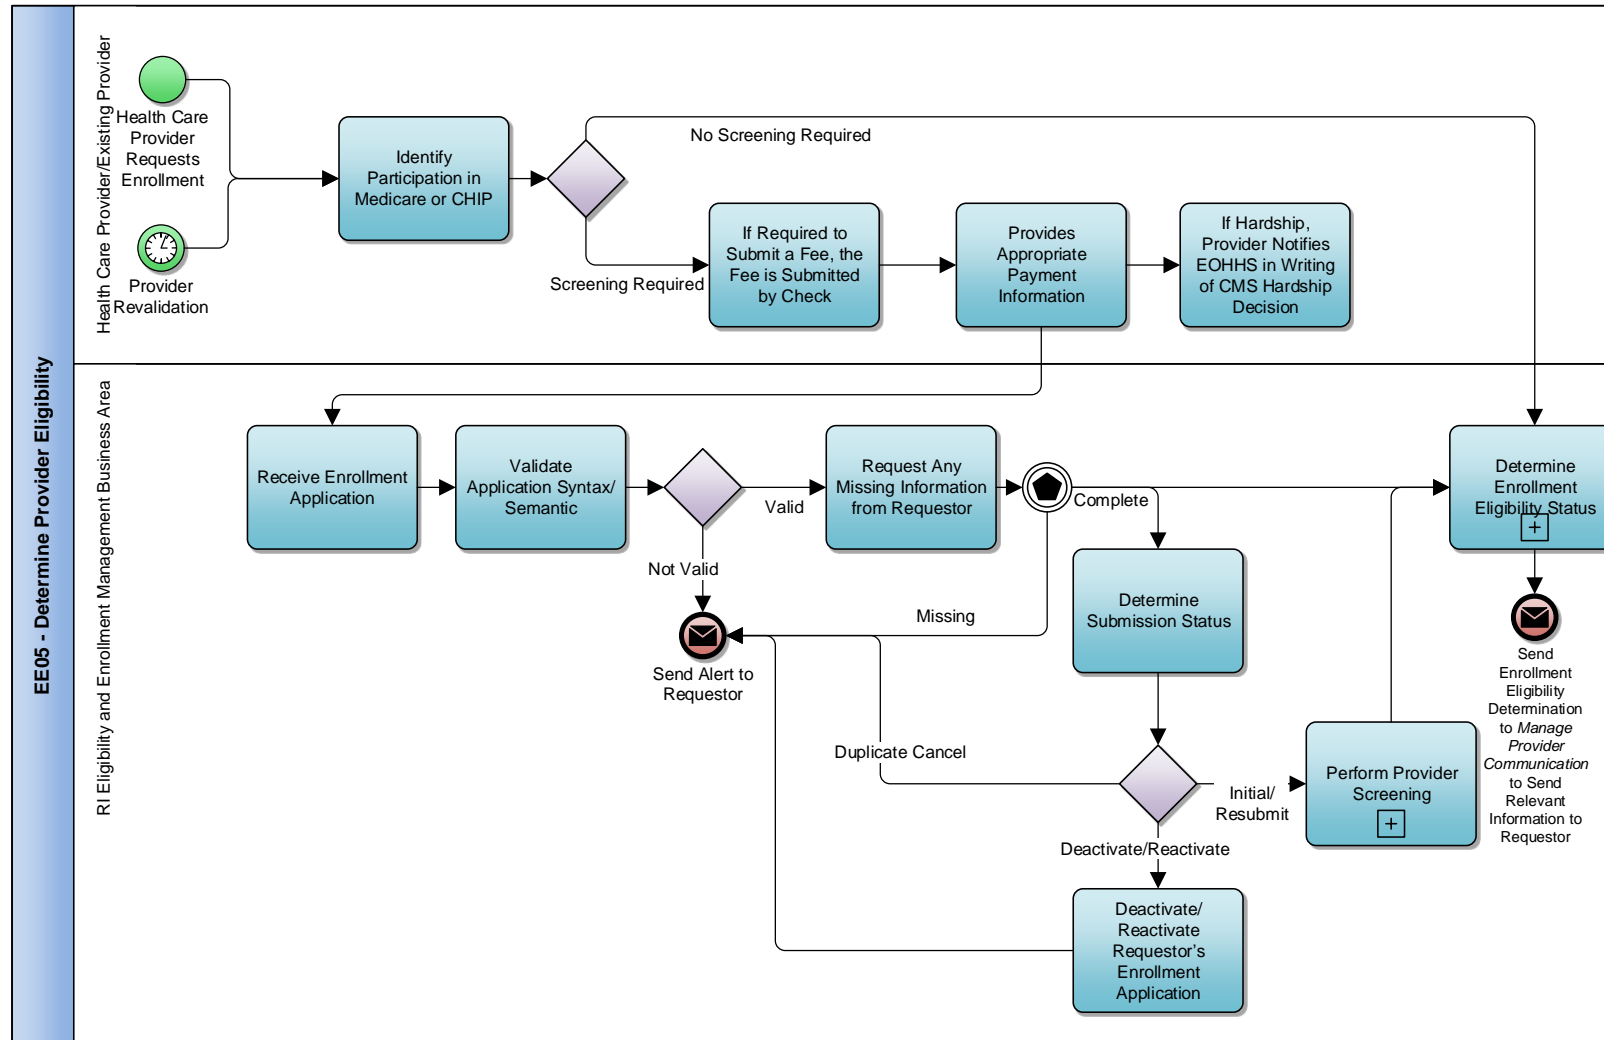 EE05 - Determine Provider Eligibility
Health Care Provider/Existing Provider
Health Care
Provider
Requests
Enrollment
Provider
Revalidation
Identify
Participation in
Medicare or CHIP
No Screening Required
Screening Required
If Required to
Submit a Fee, the
Fee is Submitted
by Check
Provides
Appropriate
Payment
Information
If Hardship,
Provider Notifies
EOHHS in Writing
of CMS Hardship
Decision
RI Eligibility and Enrollment Management Business Area
Receive Enrollment
Application
Validate
Application Syntax/
Semantic
Valid
Not Valid
Send Alert to
Requestor
Request Any
Missing Information
from Requestor
Complete
Missing
Determine
Submission Status
Duplicate Cancel
Initial/
Resubmit
Deactivate/Reactivate
Deactivate/
Reactivate
Requestor’s
Enrollment
Application
Perform Provider
Screening
Determine
Enrollment
Eligibility Status
Send
Enrollment
Eligibility
Determination
to Manage
Provider
Communication
to Send
Relevant
Information to
Requestor